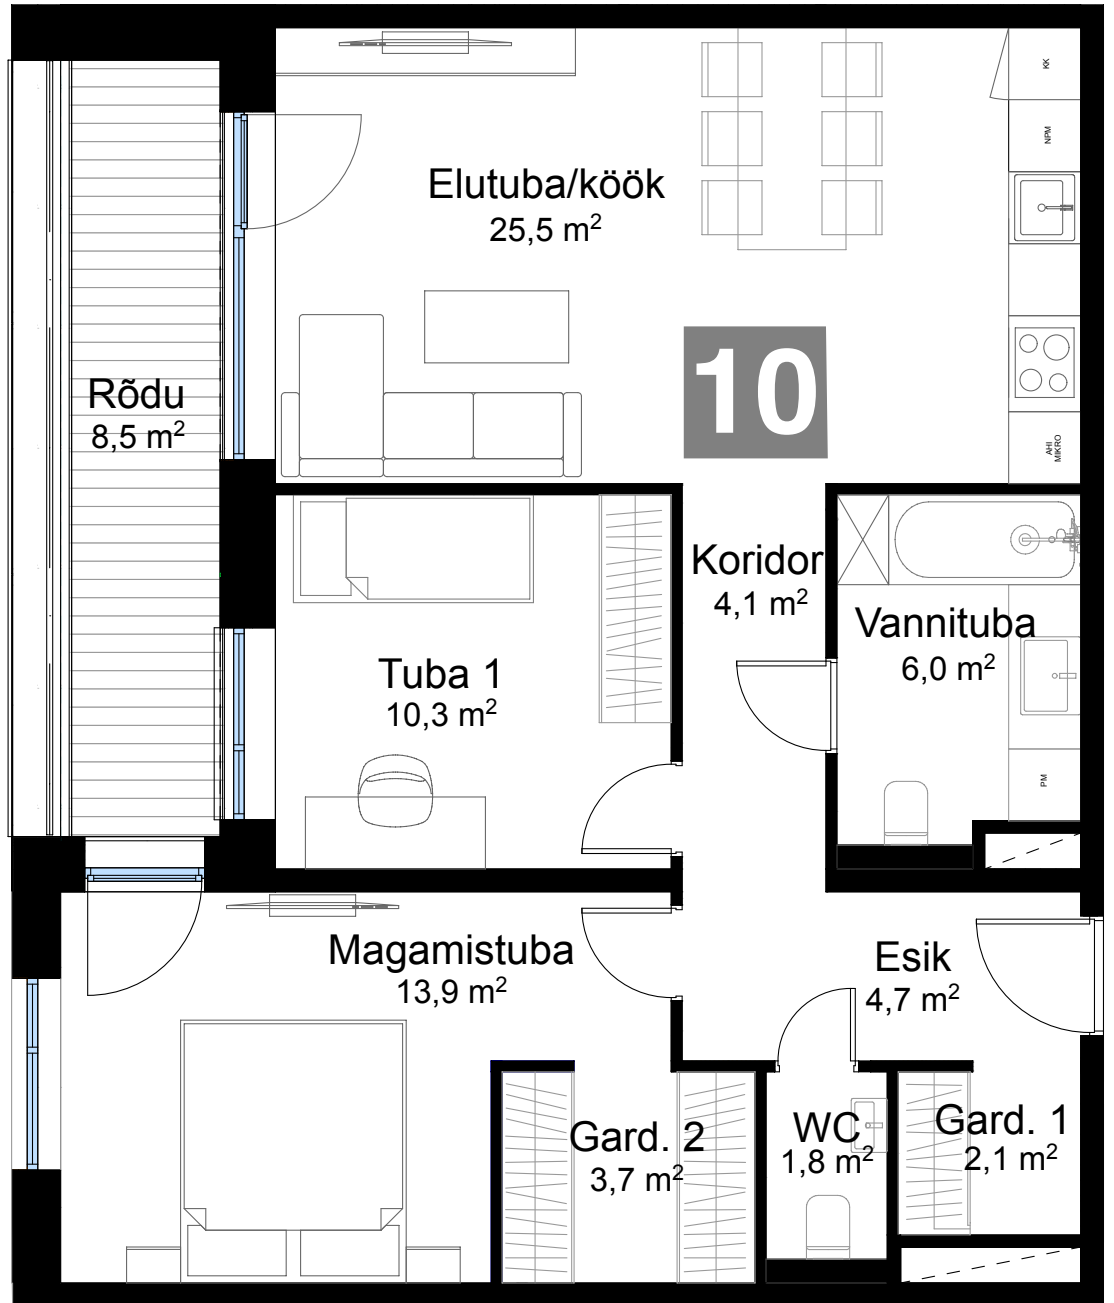 KK
NPM
Elutuba/köök
25,5 m²
10
Rõdu
8,5 m²
AHI
MIKRO
Koridor
4,1 m²
Vannituba
6,0 m²
Tuba 1
10,3 m²
PM
Magamistuba
13,9 m²
Esik
4,7 m²
Gard. 2
3,7 m²
WC
1,8 m²
Gard. 1
2,1 m²